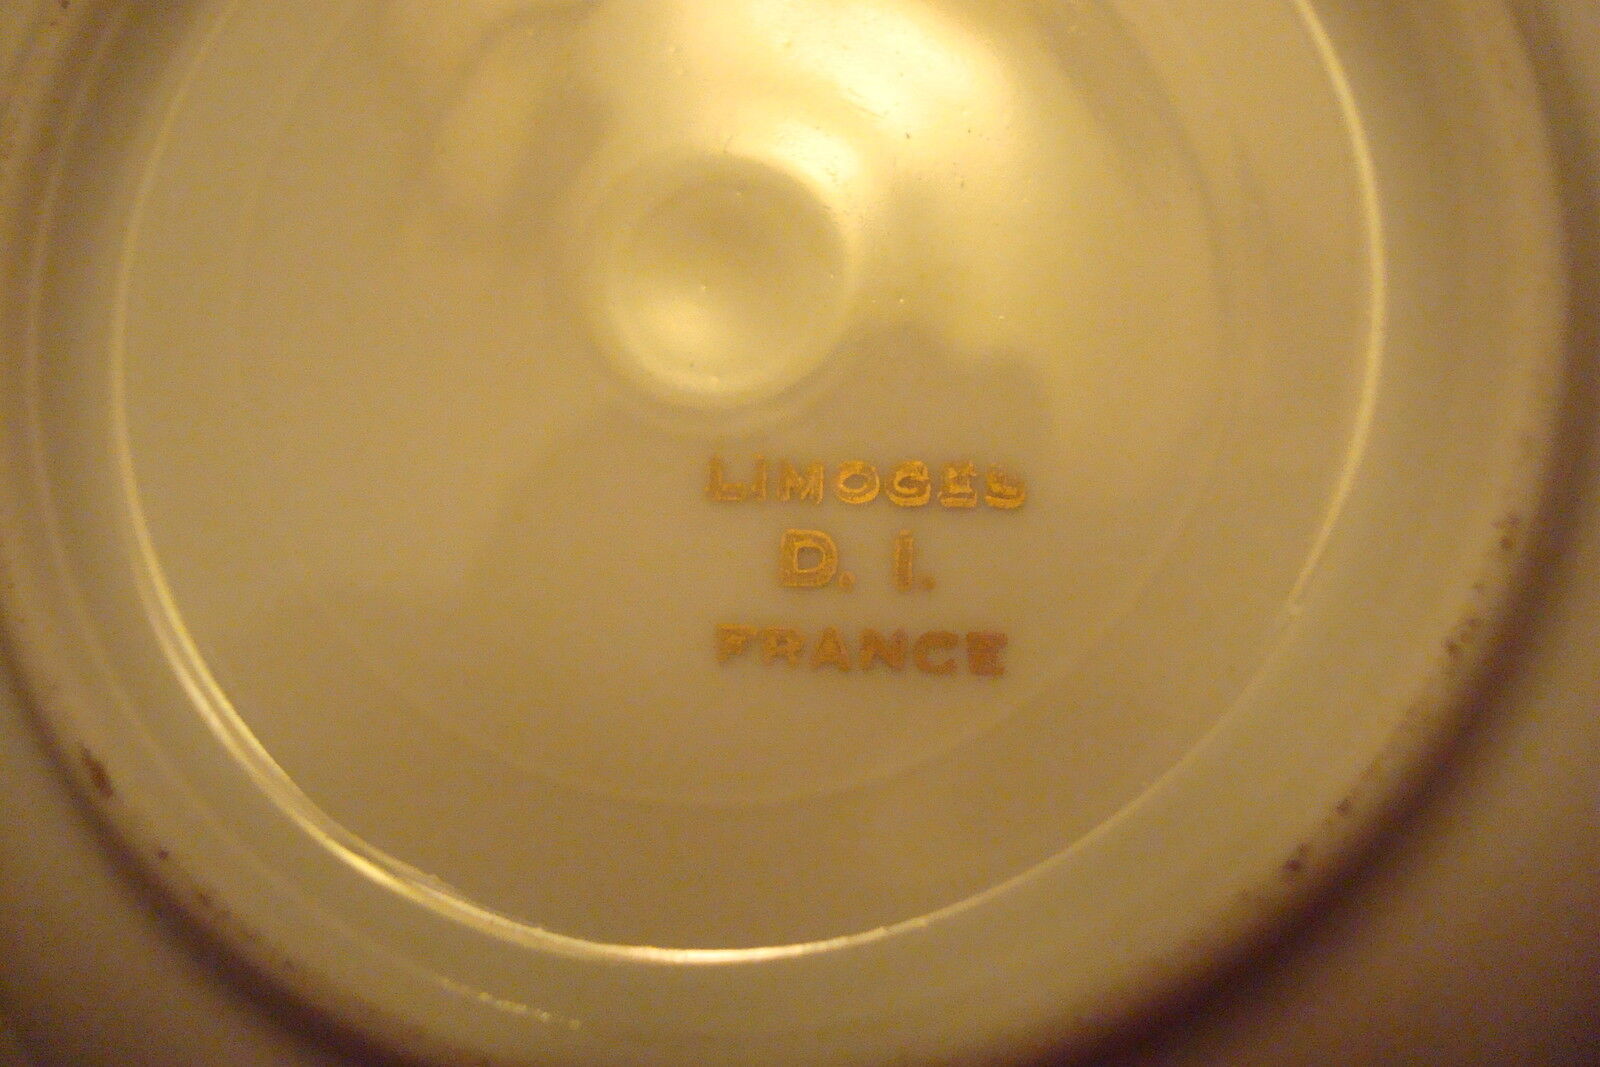 LIMOGES
D. I.
FRANCE